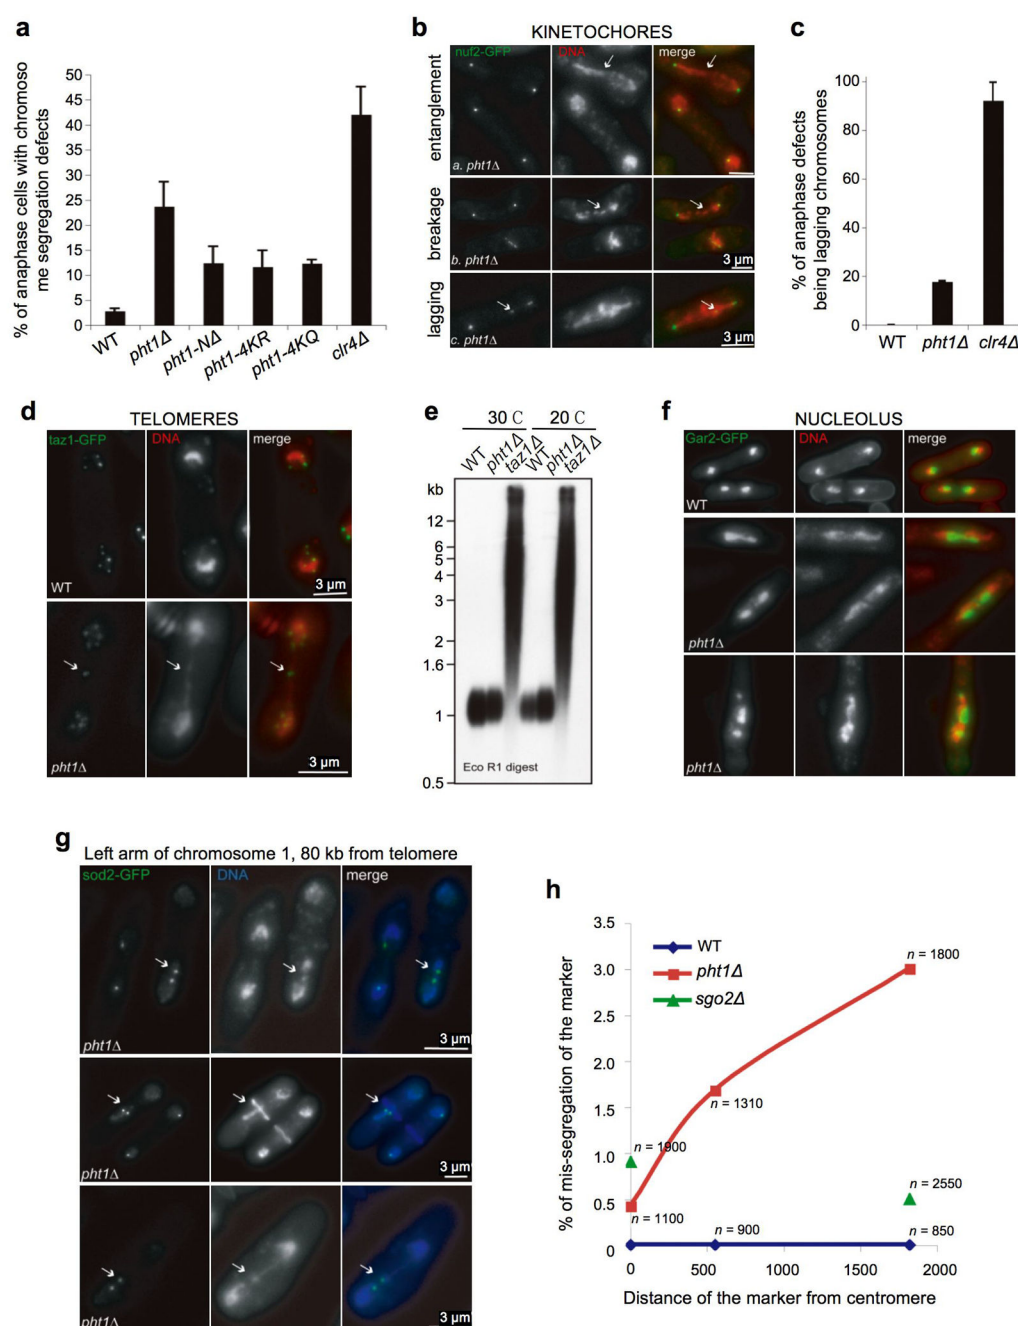 a
% of anaphase cells with chromoso
me segregation defects
50
45
40
35
30
25
20
15
10
5
0
WT
pht1Δ
pht1-NΔ
pht1-4KR
pht1-4KQ
clr4Δ
b
KINETOCHORES
nuf2-GFP
DNA
merge
entanglement
a. pht1Δ
breakage
b. pht1Δ
3 µm
lagging
c. pht1Δ
3 µm
c
% of anaphase defects
being lagging chromosomes
100
80
60
40
20
0
WT
pht1Δ
clr4Δ
d
TELOMERES
taz1-GFP
DNA
merge
WT
3 µm
pht1Δ
3 µm
e
30 C
20 C
WT
pht1Δ
taz1Δ
WT
pht1Δ
taz1Δ
kb
12
6
5
4
3
2
1.6
1
0.5
Eco R1 digest
f
NUCLEOLUS
Gar2-GFP
DNA
merge
WT
pht1Δ
pht1Δ
g
Left arm of chromosome 1, 80 kb from telomere
sod2-GFP
DNA
merge
pht1Δ
3 µm
pht1Δ
3 µm
pht1Δ
3 µm
h
% of mis-segregation of the marker
3.5
3.0
2.5
2.0
1.5
1.0
0.5
0
WT
pht1Δ
sgo2Δ
n = 1800
n = 1310
n = 1900
n = 2550
n = 1100
n = 900
n = 850
0
500
1000
1500
2000
Distance of the marker from centromere